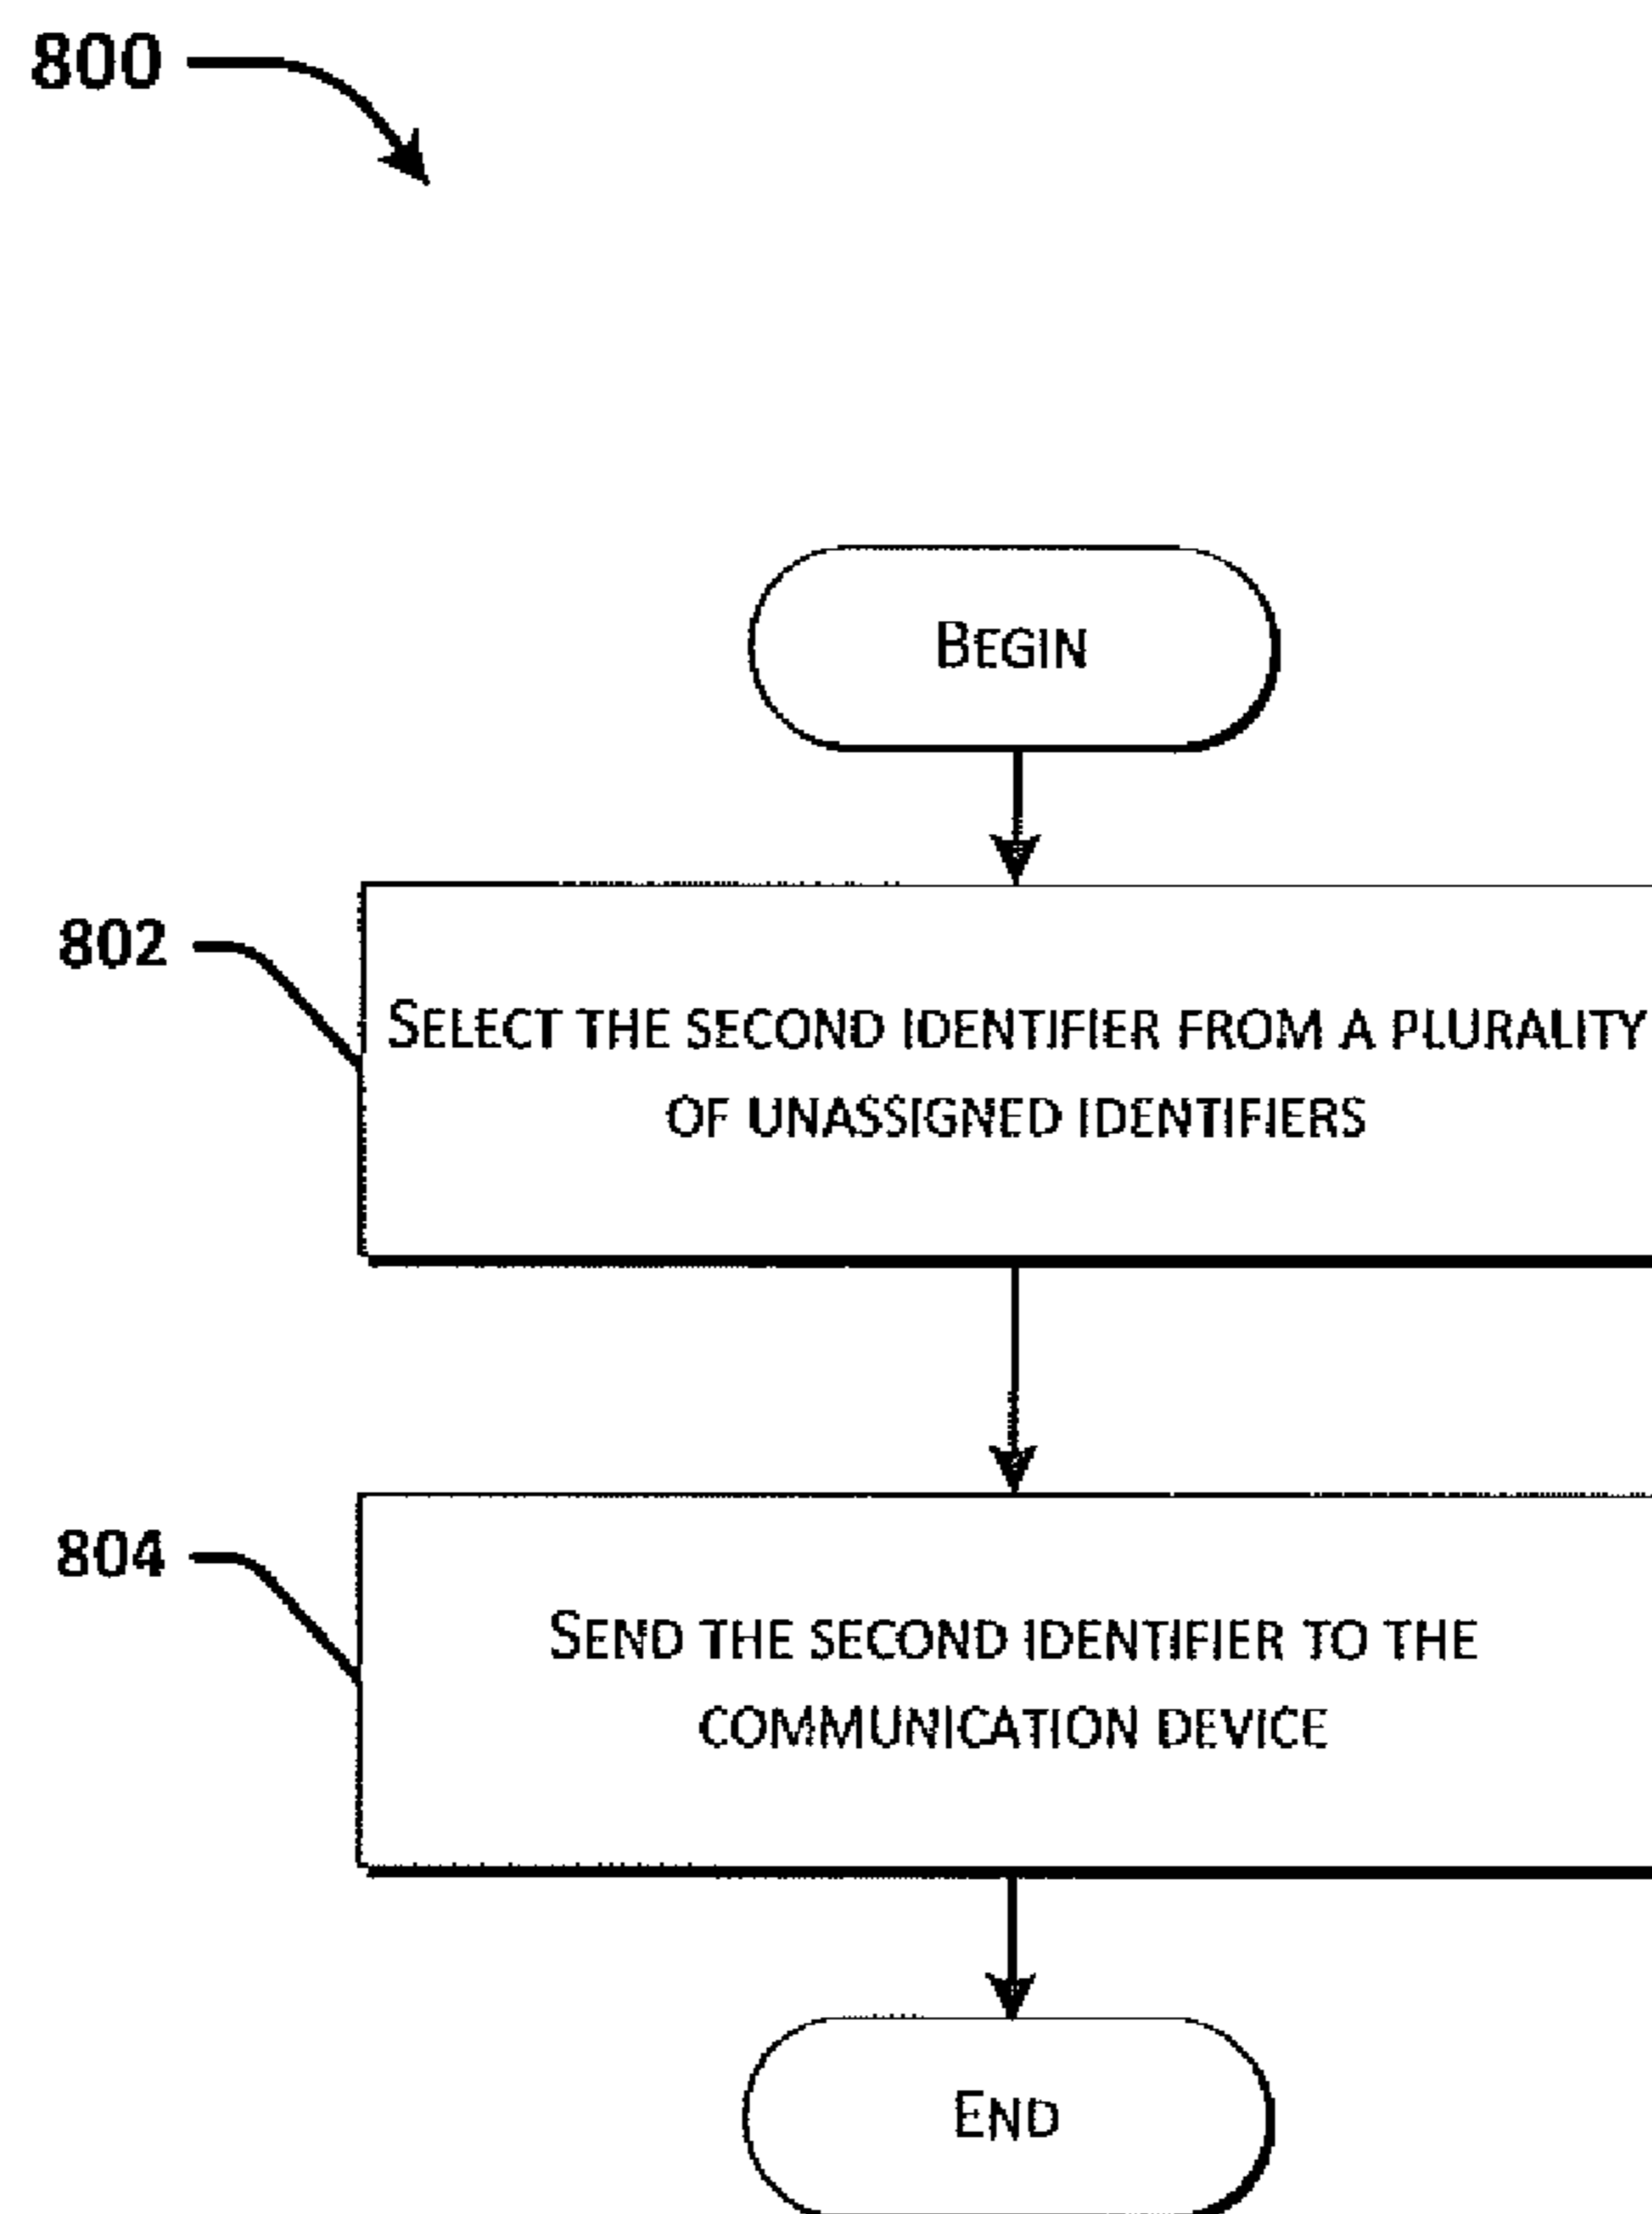 800
BEGIN
802
SELECT THE SECOND IDENTIFIER FROM A PLURALITY
OF UNASSIGNED IDENTIFIERS
804
SEND THE SECOND IDENTIFIER TO THE
COMMUNICATION DEVICE
END